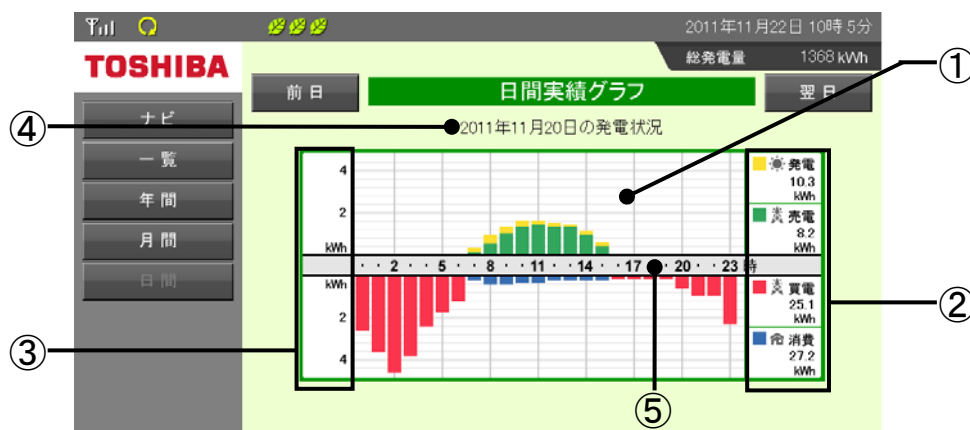 2011年11月22日 10時 5分
TOSHIBA
総発電量 1368 kWh
①
前 日
日間実績グラフ
翌 日
④
2011年11月20日の発電状況
ナ ビ
一 覧
年 間
月 間
日 間
4
2
kWh
・ ・ 2 ・ ・ 5 ・ ・ 8 ・ ・ 11 ・ ・ 14 ・ ・ 17 ・ 20 ・ ・ 23 時
kWh
2
4
発電
10.3
kWh
売電
8.2
kWh
買電
25.1
kWh
消費
27.2
kWh
②
③
⑤